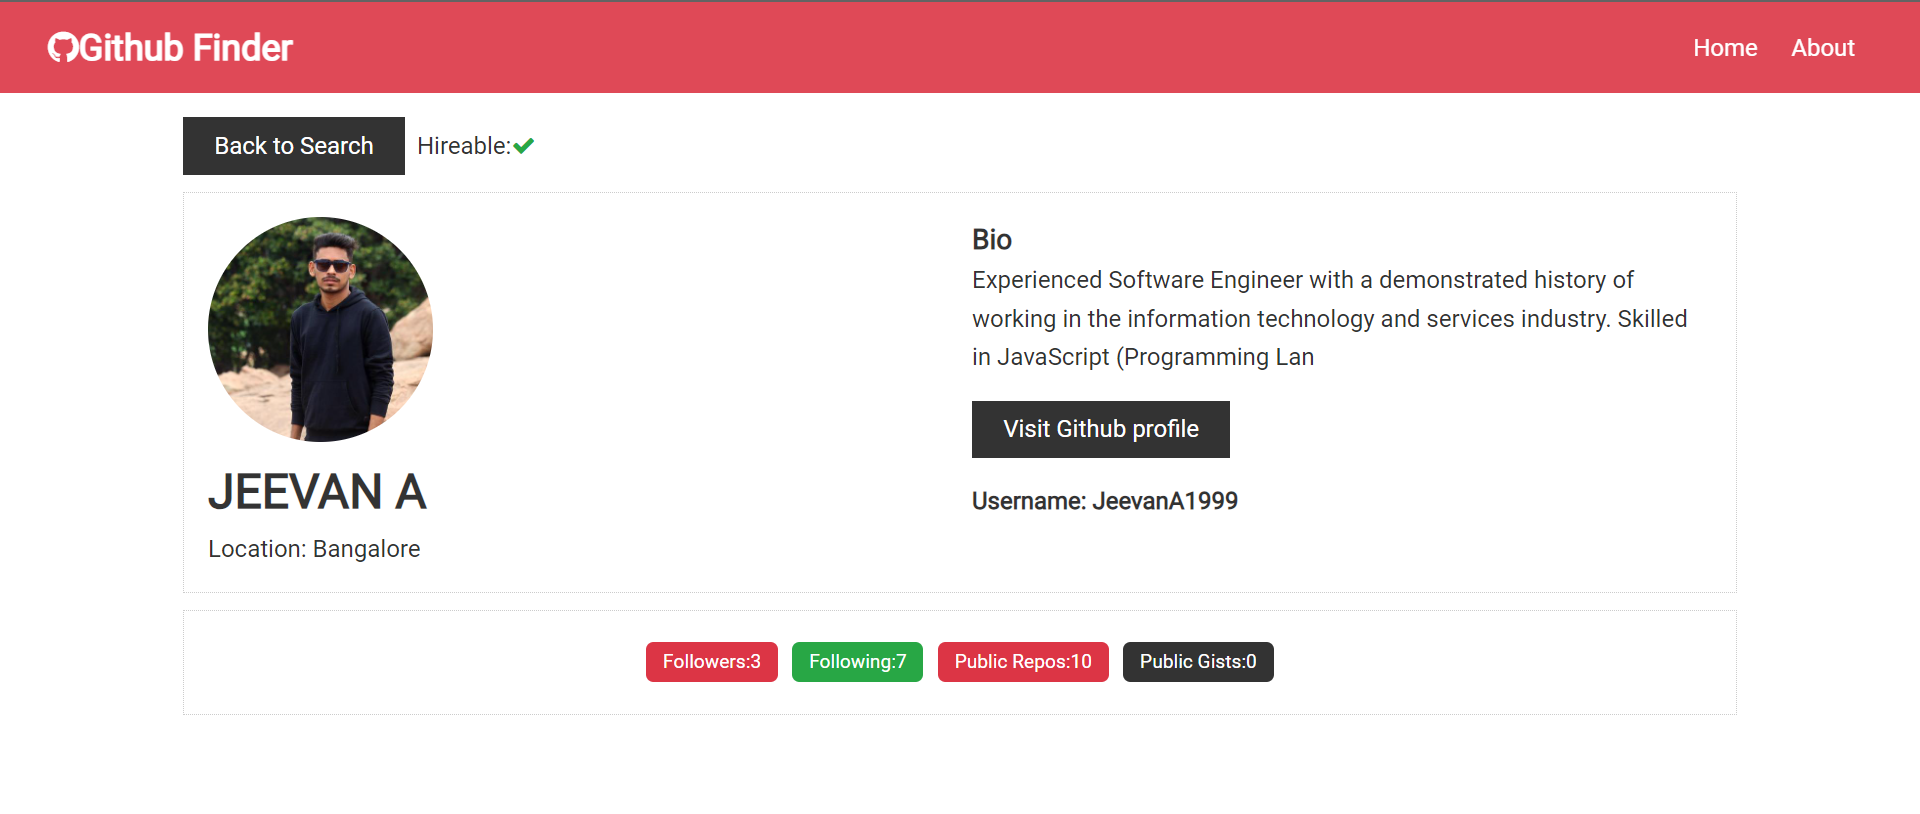 Github Finder
Home
About
Back to Search
Hireable:
JEEVAN A
Location: Bangalore
Bio
Experienced Software Engineer with a demonstrated history of
working in the information technology and services industry. Skilled
in JavaScript (Programming Lan
Visit Github profile
Username: JeevanA1999
Followers:3
Following:7
Public Repos:10
Public Gists:0